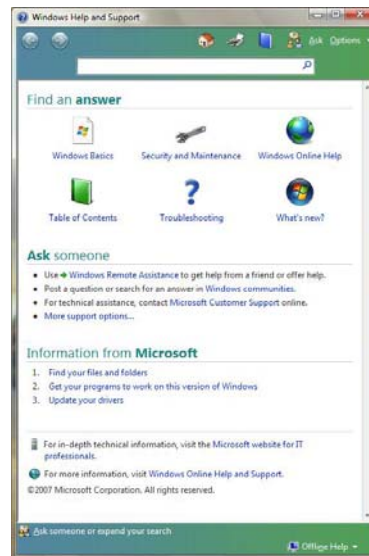 Windows Help and Support
Ask Options
Find an answer
Windows Basics Security and Maintenance Windows Online Help
Table of Contents Troubleshooting What's new?
Ask someone
• Use Windows Remote Assistance to get help from a friend or offer help.
• Post a question or search for an answer in Windows communities.
• For technical assistance, contact Microsoft Customer Support online.
• More support options...
Information from Microsoft
1. Find your files and folders
2. Get your programs to work on this version of Windows
3. Update your drivers
For in-depth technical information, visit the Microsoft website for IT
professionals.
For more information, visit Windows Online Help and Support.
©2007 Microsoft Corporation. All rights reserved.
Ask someone or expand your search
Offline Help